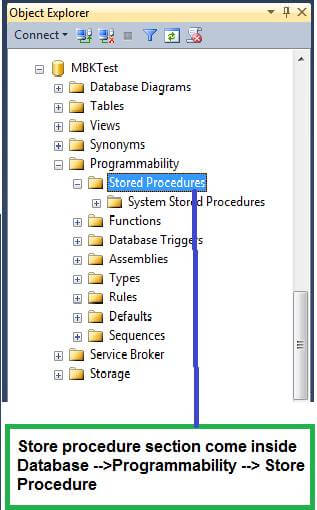 Object Explorer
Connect
MBKTest
Database Diagrams
Tables
Views
Synonyms
Programmability
Stored Procedures
System Stored Procedures
Functions
Database Triggers
Assemblies
Types
Rules
Defaults
Sequences
Service Broker
Storage
Store procedure section come inside
Database -->Programmability --> Store
Procedure